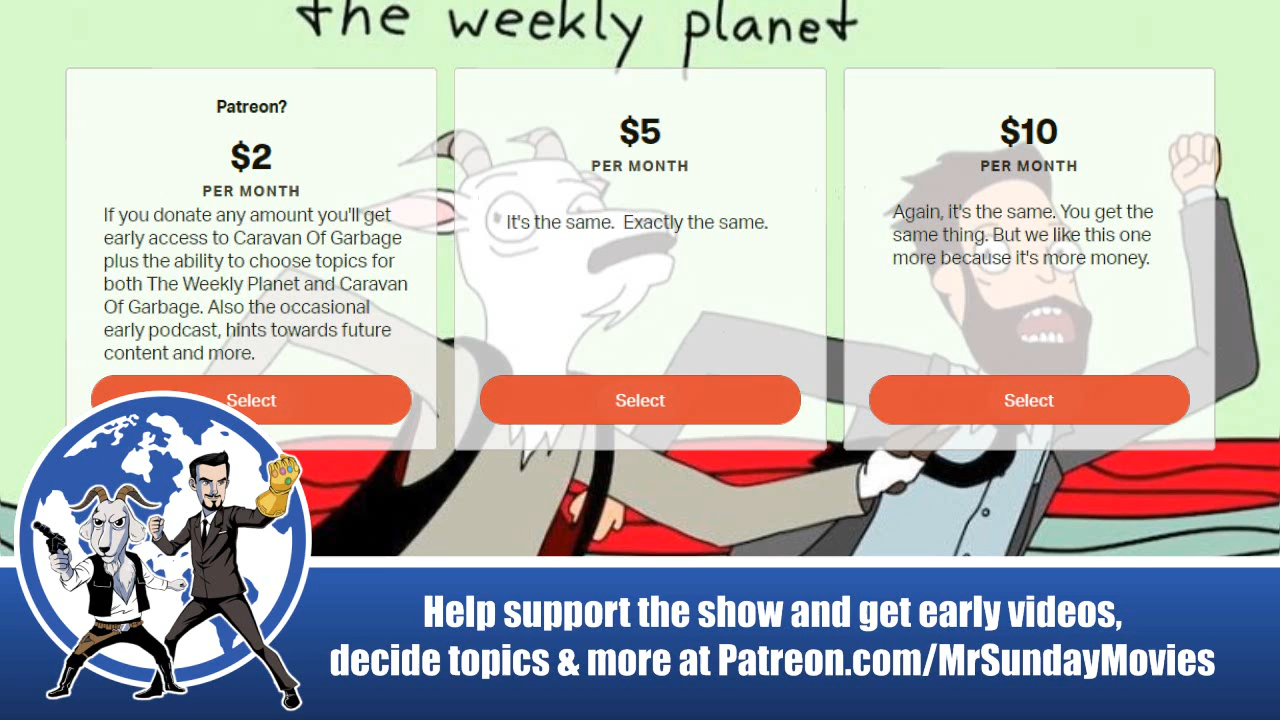 the weekly planet
Patreon?
$2
PER MONTH
If you donate any amount you'll get
early access to Caravan Of Garbage
plus the ability to choose topics for
both The Weekly Planet and Caravan
Of Garbage. Also the occasional
early podcast, hints towards future
content and more.
Select
$5
PER MONTH
It's the same.  Exactly the same.
Select
$10
PER MONTH
Again, it's the same. You get the
same thing. But we like this one
more because it's more money.
Select
Help support the show and get early videos,
decide topics & more at Patreon.com/MrSundayMovies